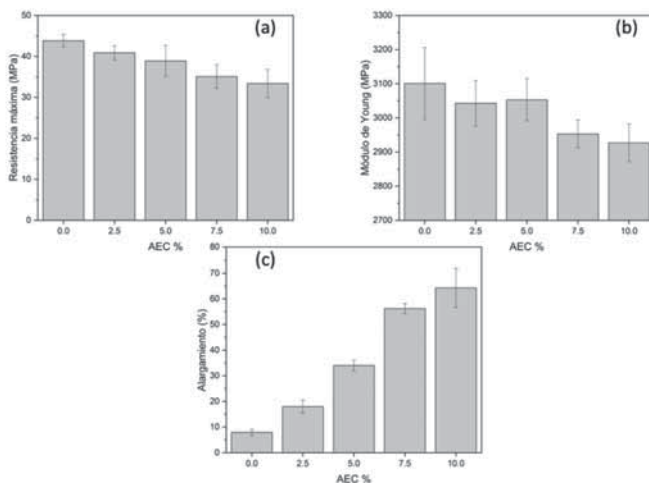 (a)
Resistencia máxima (MPa)
50
40
30
20
10
0
0.0 2.5 5.0 7.5 10.0
AEC %
(b)
Módulo de Young (MPa)
3300
3200
3100
3000
2900
2800
2700
0.0 2.5 5.0 7.5 10.0
AEC %
(c)
Alargamiento (%)
80
70
60
50
40
30
20
10
0
0.0 2.5 5.0 7.5 10.0
AEC %